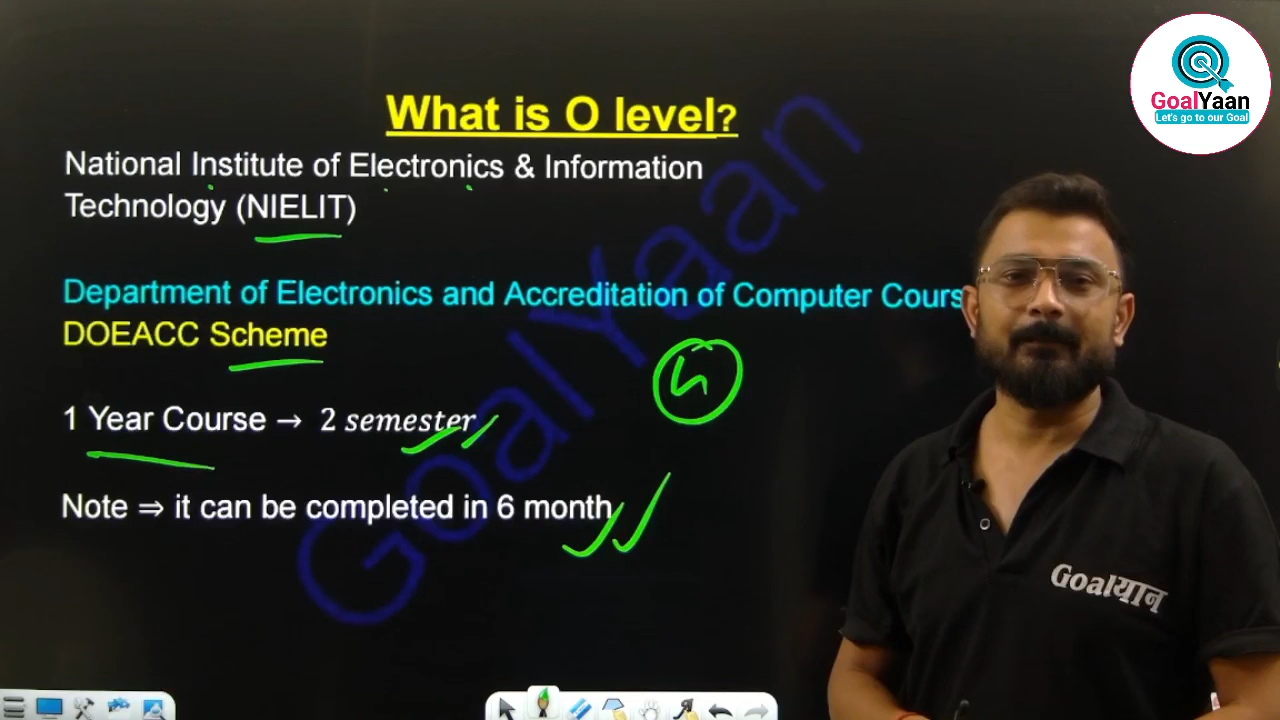 What is O level?
National Institute of Electronics & Information
Technology (NIELIT)
Department of Electronics and Accreditation of Computer Cours
DOEACC Scheme
1 Year Course → 2 semester
Note ⇒ it can be completed in 6 month
GoalYaan
GoalYaan
Let's go to our Goal
Goalयान